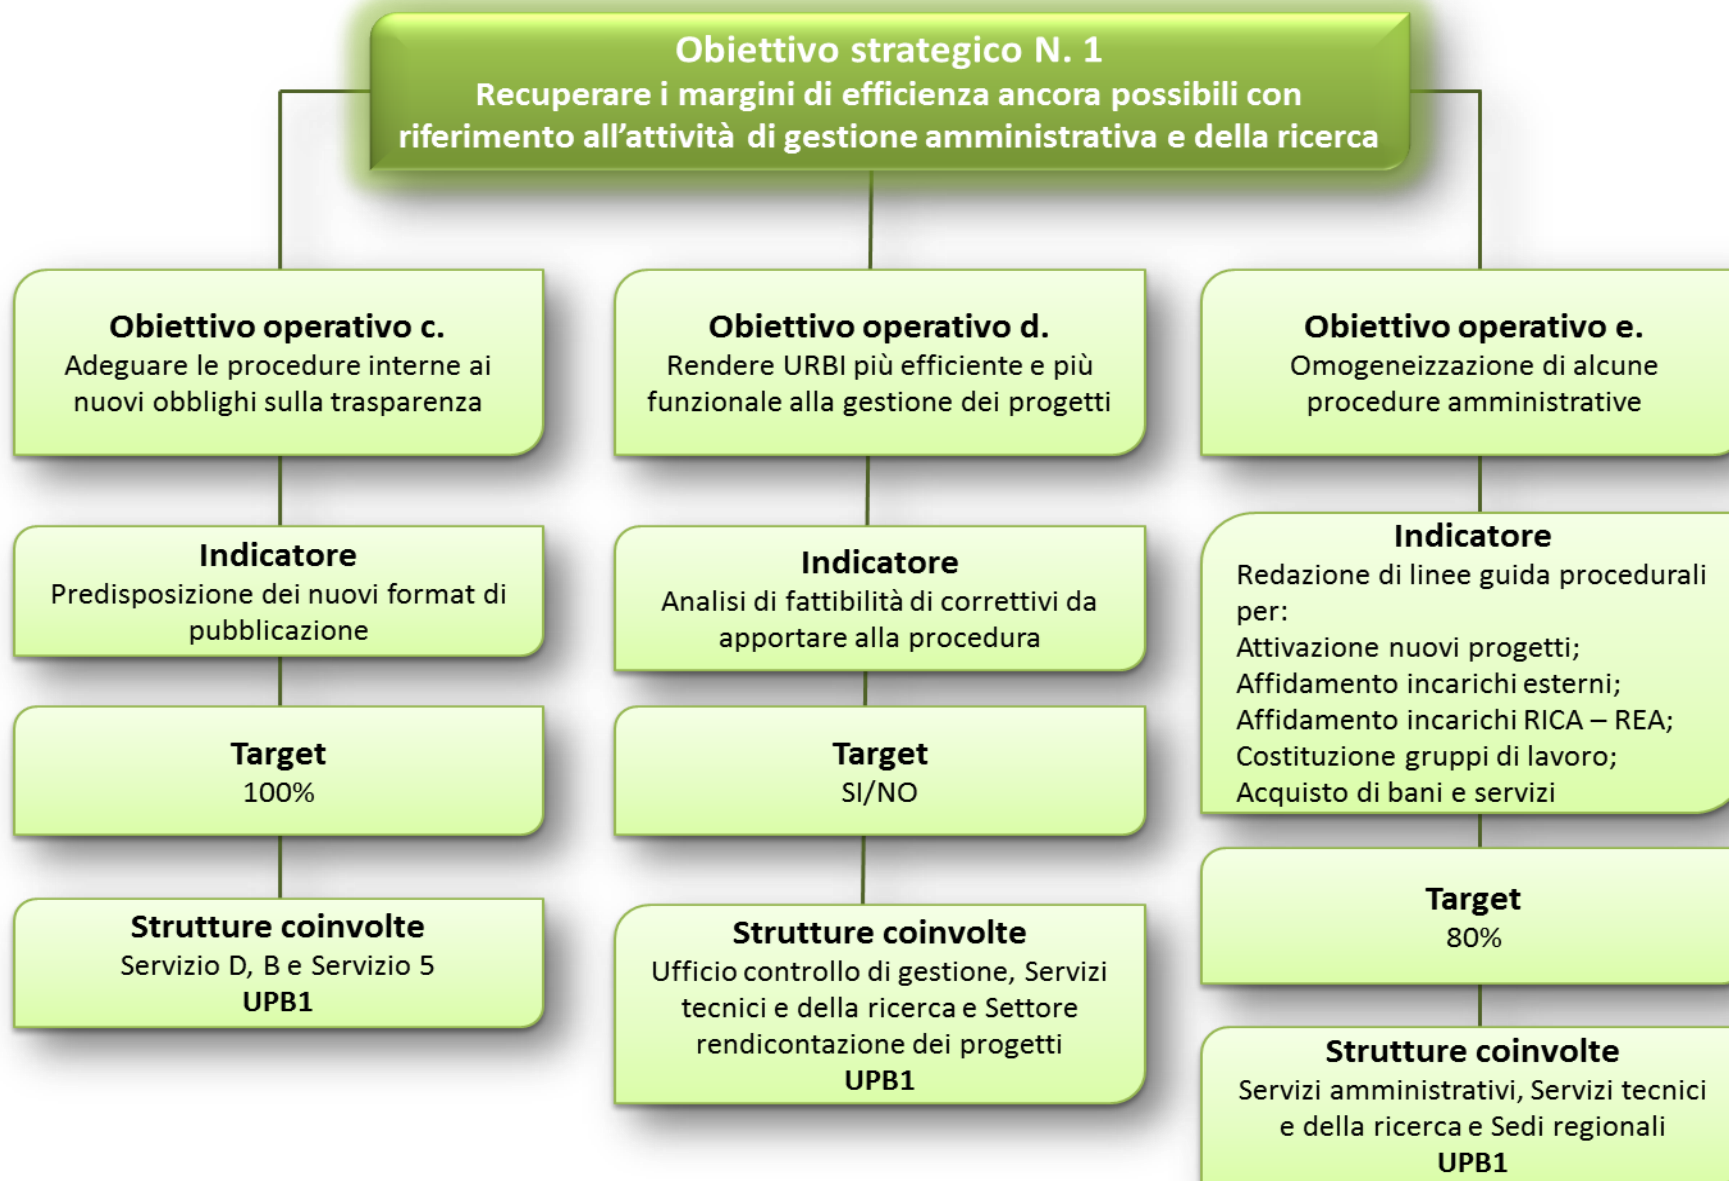 Obiettivo strategico N. 1
Recuperare i margini di efficienza ancora possibili con
riferimento all’attività di gestione amministrativa e della ricerca
Obiettivo operativo c.
Adeguare le procedure interne ai
nuovi obblighi sulla trasparenza
Indicatore
Predisposizione dei nuovi format di
pubblicazione
Target
100%
Strutture coinvolte
Servizio D, B e Servizio 5
UPB1
Obiettivo operativo d.
Rendere URBI più efficiente e più
funzionale alla gestione dei progetti
Indicatore
Analisi di fattibilità di correttivi da
apportare alla procedura
Target
SI/NO
Strutture coinvolte
Ufficio controllo di gestione, Servizi
tecnici e della ricerca e Settore
rendicontazione dei progetti
UPB1
Obiettivo operativo e.
Omogeneizzazione di alcune
procedure amministrative
Indicatore
Redazione di linee guida procedurali
per:
Attivazione nuovi progetti;
Affidamento incarichi esterni;
Affidamento incarichi RICA – REA;
Costituzione gruppi di lavoro;
Acquisto di bani e servizi
Target
80%
Strutture coinvolte
Servizi amministrativi, Servizi tecnici
e della ricerca e Sedi regionali
UPB1